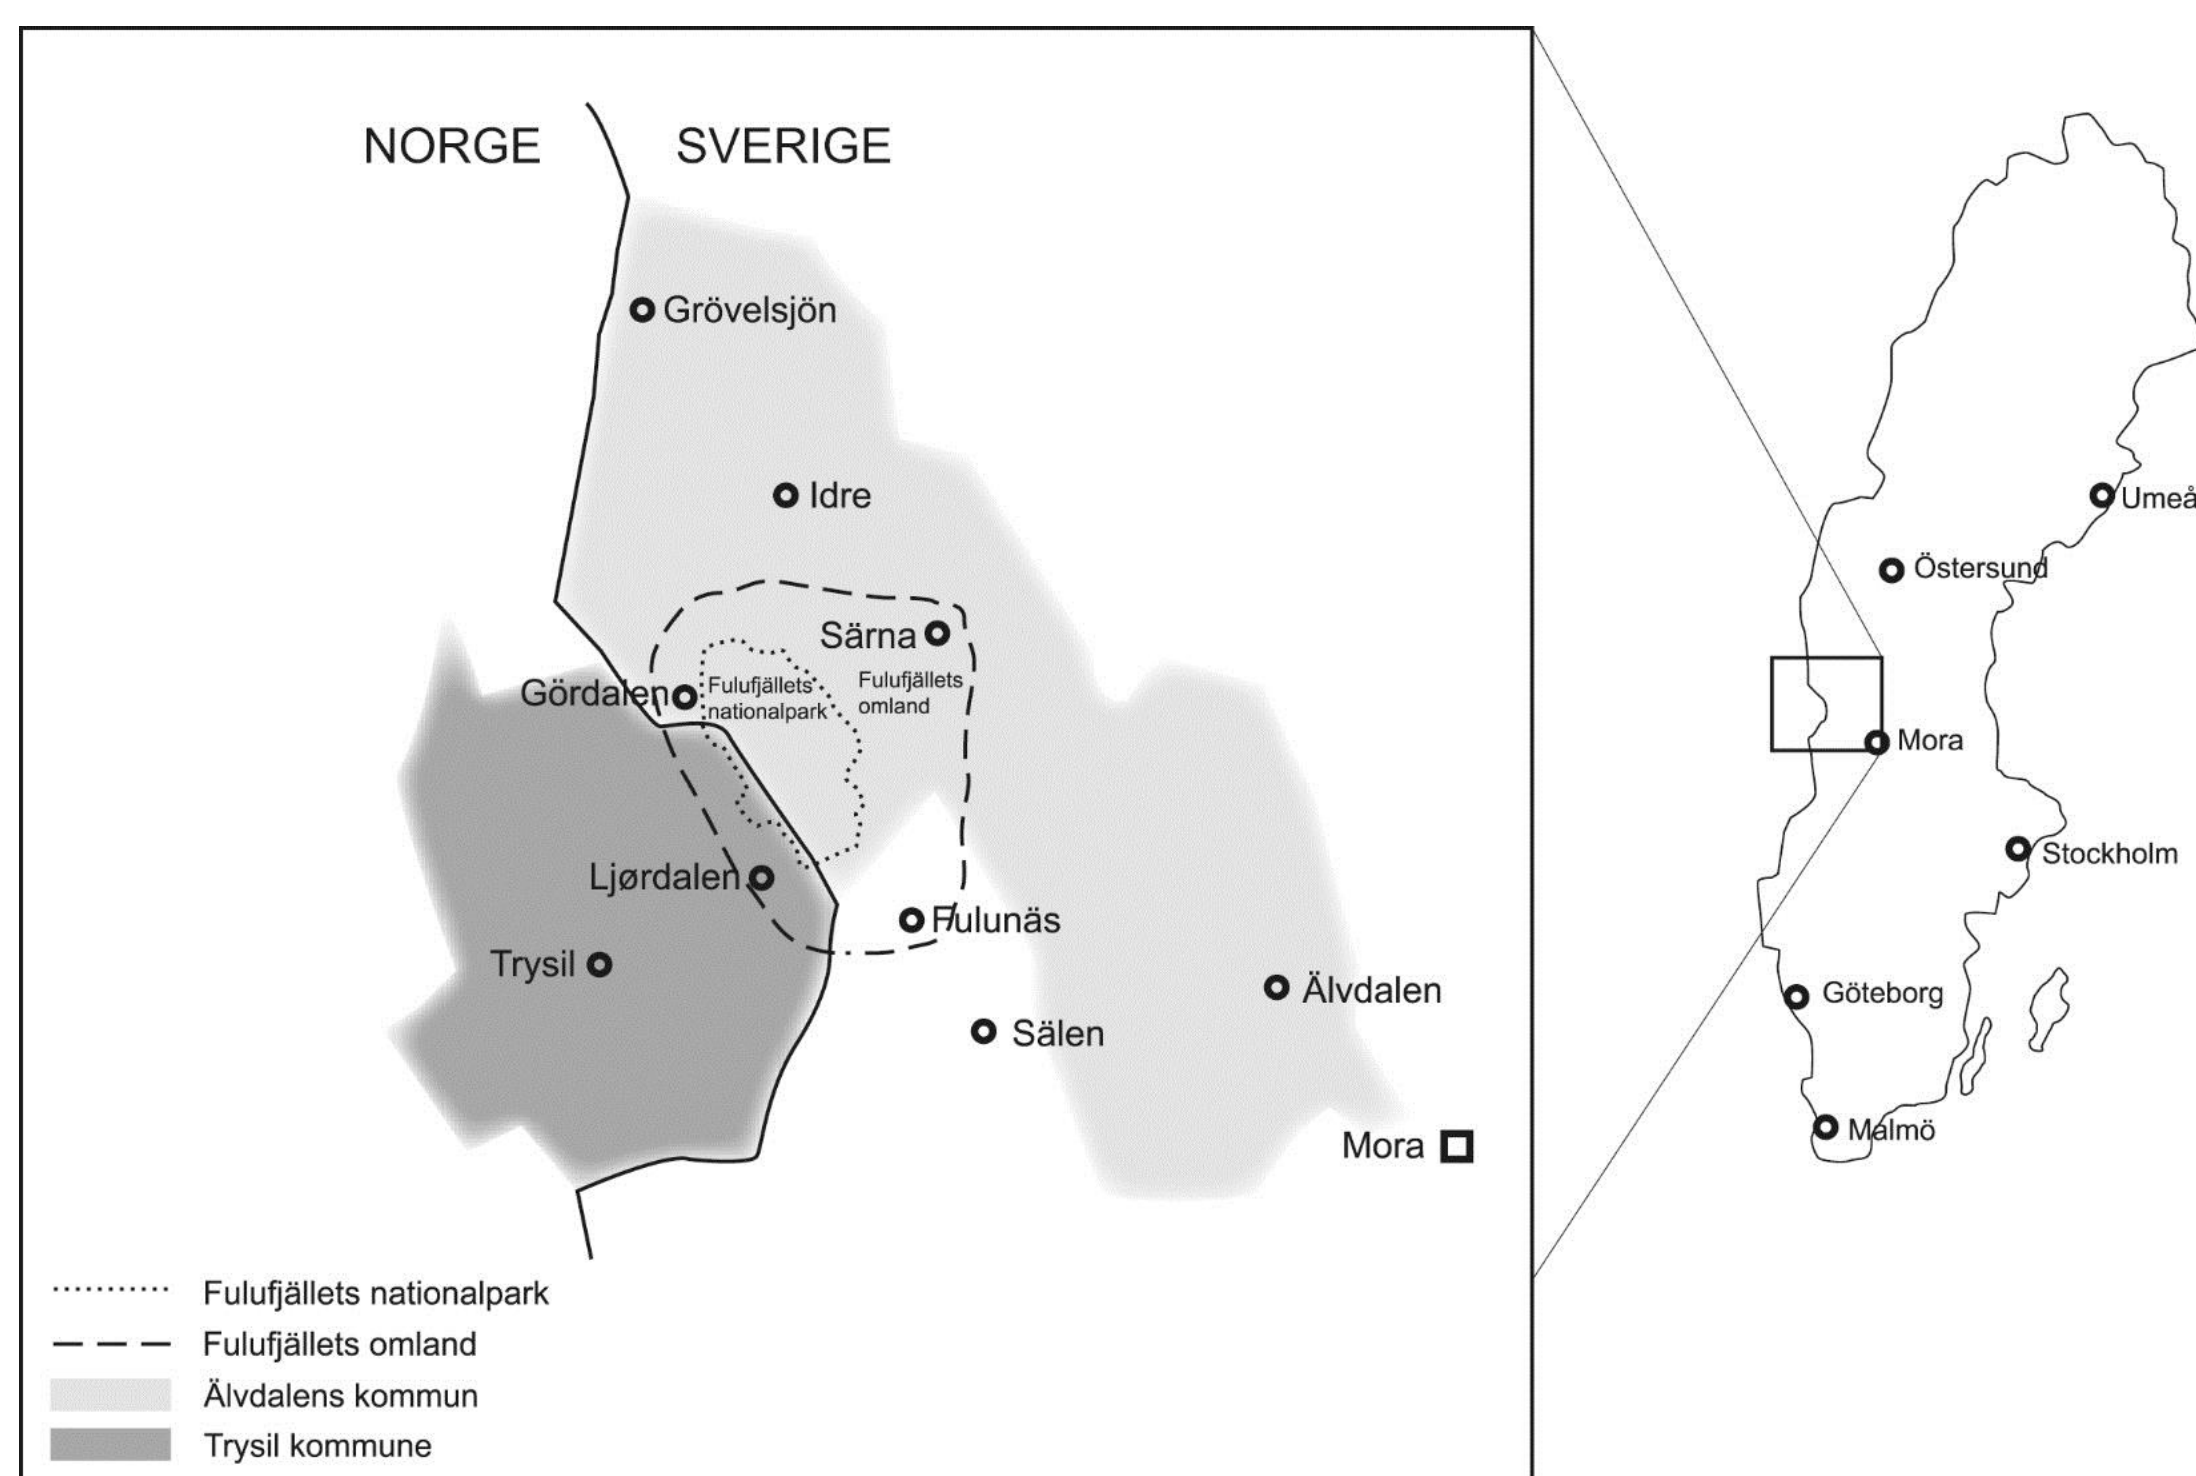 NORGE
SVERIGE
Grövelsjön
Idre
Särna
Gördalen
Fulufjällets
nationalpark
Fulufjällets
omland
Ljørdalen
Fulunäs
Trysil
Älvdalen
Sälen
Mora
Fulufjällets nationalpark
Fulufjällets omland
Älvdalens kommun
Trysil kommune
Umeå
Östersund
Mora
Stockholm
Göteborg
Malmö